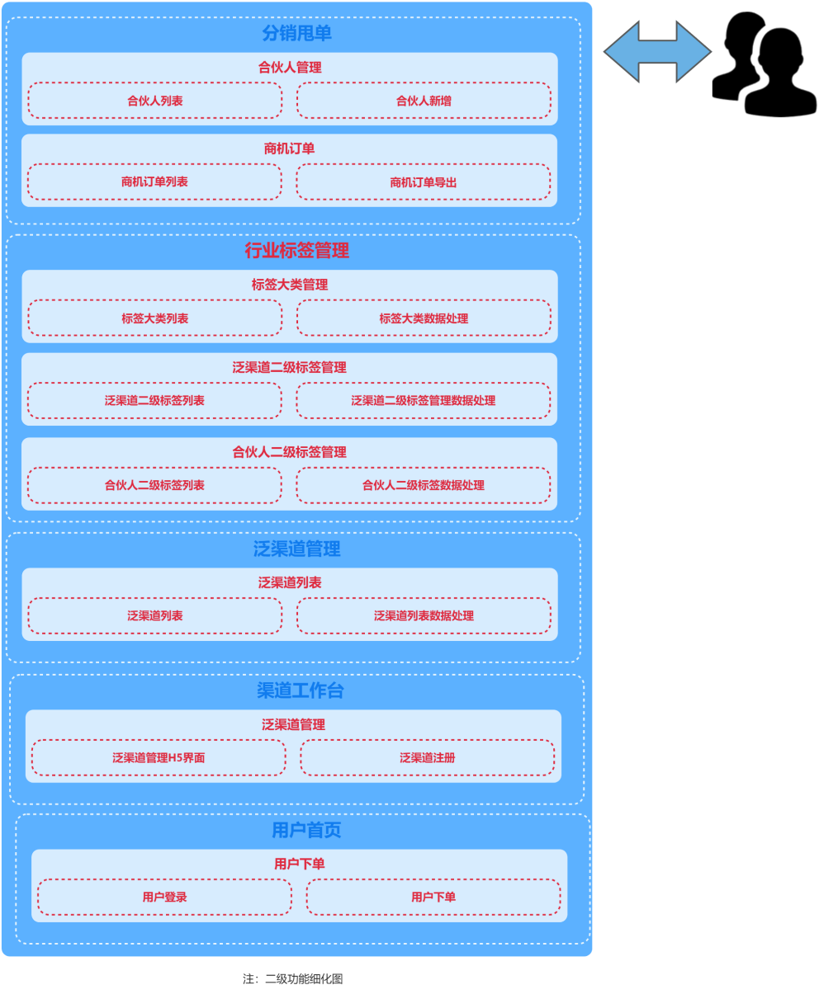 分销甩单
合伙人管理
合伙人列表
合伙人新增
商机订单
商机订单列表
商机订单导出
行业标签管理
标签大类管理
标签大类列表
标签大类数据处理
泛渠道二级标签管理
泛渠道二级标签列表
泛渠道二级标签管理数据处理
合伙人二级标签管理
合伙人二级标签列表
合伙人二级标签数据处理
泛渠道管理
泛渠道列表
泛渠道列表
泛渠道列表数据处理
渠道工作台
泛渠道管理
泛渠道管理H5界面
泛渠道注册
用户首页
用户下单
用户登录
用户下单
注：二级功能细化图